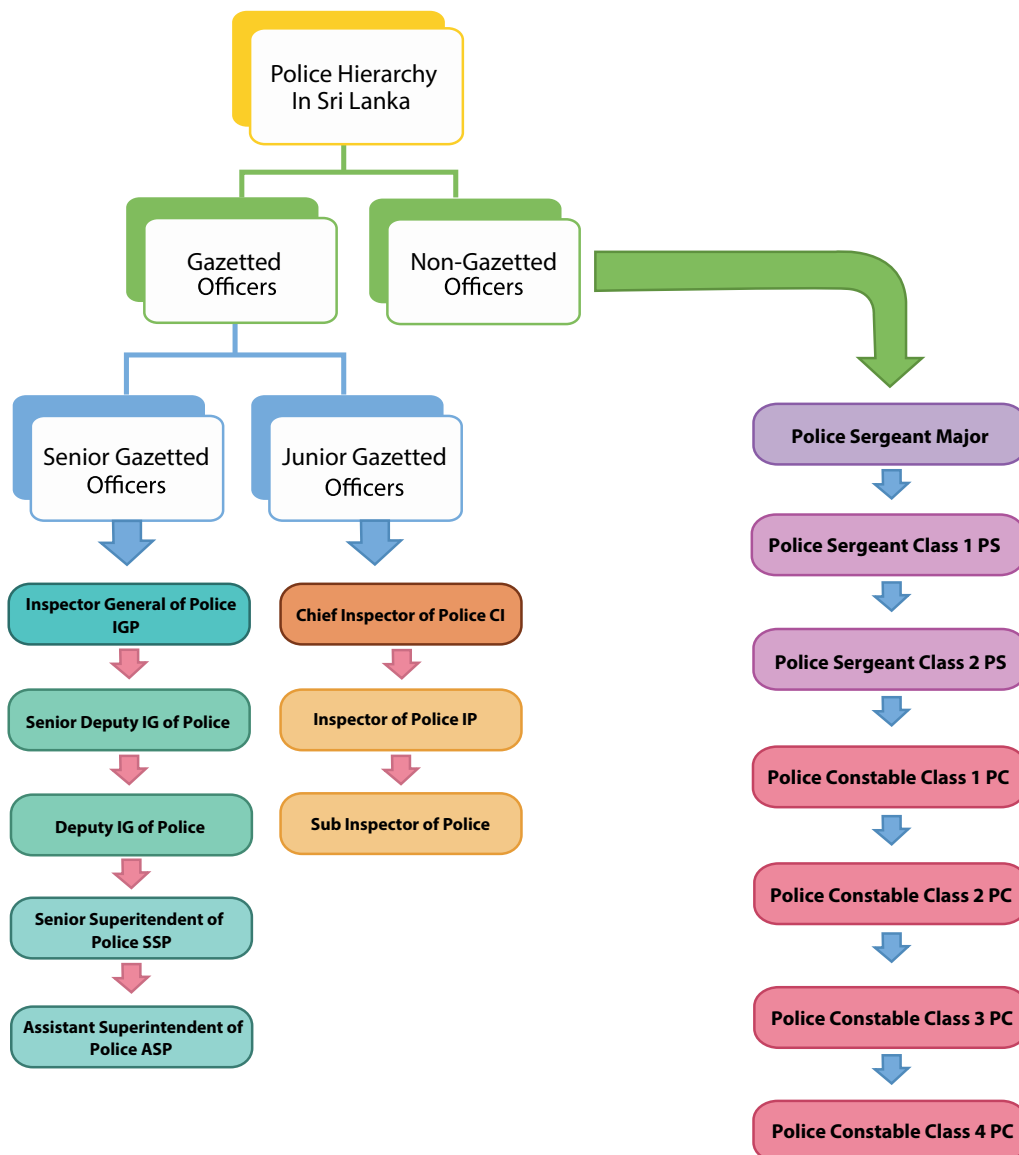 Police Hierarchy
In Sri Lanka
Gazetted
Officers
Non-Gazetted
Officers
Senior Gazetted
Officers
Junior Gazetted
Officers
Inspector General of Police
IGP
Senior Deputy IG of Police
Deputy IG of Police
Senior Superitendent of
Police SSP
Assistant Superintendent of
Police ASP
Chief Inspector of Police CI
Inspector of Police IP
Sub Inspector of Police
Police Sergeant Major
Police Sergeant Class 1 PS
Police Sergeant Class 2 PS
Police Constable Class 1 PC
Police Constable Class 2 PC
Police Constable Class 3 PC
Police Constable Class 4 PC